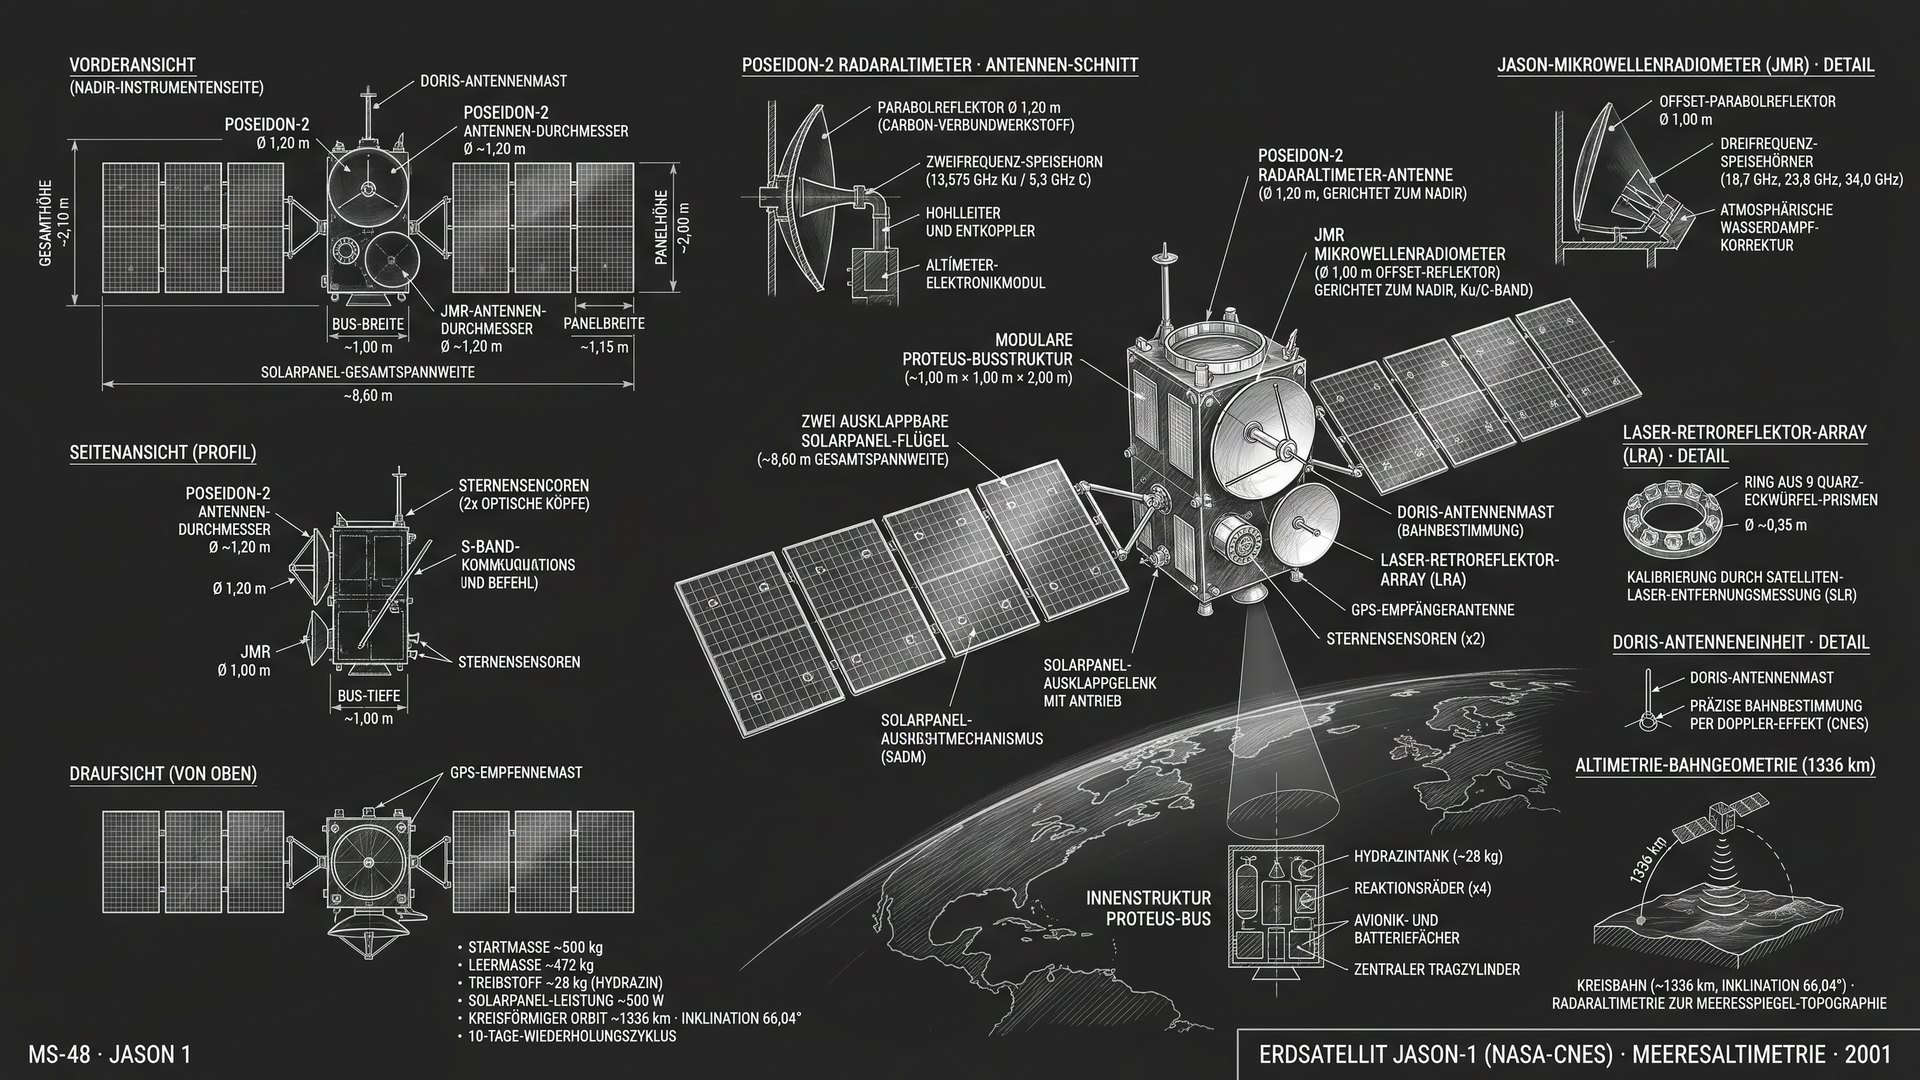 VORDERANSICHT
(NADIR-INSTRUMENTENSEITE)
DORIS-ANTENNENMAST
POSEIDON-2
Ø 1,20 m
POSEIDON-2
ANTENNEN-DURCHMESSER
Ø ~1,20 m
GESAMTHÖHE
~2,10 m
PANELHÖHE
~2,00 m
BUS-BREITE
~1,00 m
JMR-ANTENNEN-
DURCHMESSER
Ø ~1,20 m
PANELBREITE
~1,15 m
SOLARPANEL-GESAMTSPANNWEITE
~8,60 m
SEITENANSICHT (PROFIL)
POSEIDON-2
ANTENNEN-
DURCHMESSER
Ø ~1,20 m
Ø 1,20 m
JMR
Ø 1,00 m
STERNENSENCOREN
(2x OPTISCHE KÖPFE)
S-BAND-
UND BEFEHL)
STERNENSENSOREN
BUS-TIEFE
~1,00 m
DRAUFSICHT (VON OBEN)
GPS-EMPFENNEMAST
• STARTMASSE ~500 kg
• LEERMASSE ~472 kg
• TREIBSTOFF ~28 kg (HYDRAZIN)
• SOLARPANEL-LEISTUNG ~500 W
• KREISFÖRMIGER ORBIT ~1336 km · INKLINATION 66,04°
• 10-TAGE-WIEDERHOLUNGSZYKLUS
MS-48 · JASON 1
POSEIDON-2 RADARALTIMETER · ANTENNEN-SCHNITT
PARABOLREFLEKTOR Ø 1,20 m
(CARBON-VERBUNDWERKSTOFF)
ZWEIFREQUENZ-SPEISEHORN
(13,575 GHz Ku / 5,3 GHz C)
HOHLLEITER
UND ENTKOPPLER
ALTÍMETER-
ELEKTRONIKMODUL
POSEIDON-2
RADARALTIMETER-ANTENNE
(Ø 1,20 m, GERICHTET ZUM NADIR)
JMR
MIKROWELLENRADIOMETER
(Ø 1,00 m OFFSET-REFLEKTOR)
GERICHTET ZUM NADIR, Ku/C-BAND)
MODULARE
PROTEUS-BUSSTRUKTUR
(~1,00 m × 1,00 m × 2,00 m)
ZWEI AUSKLAPPBARE
SOLARPANEL-FLÜGEL
(~8,60 m GESAMTSPANNWEITE)
DORIS-ANTENNENMAST
(BAHNBESTIMMUNG)
LASER-RETROREFLEKTOR-
ARRAY (LRA)
GPS-EMPFÄNGERANTENNE
STERNENSENSOREN (x2)
SOLARPANEL-
AUSKLAPPGELENK
MIT ANTRIEB
SOLARPANEL-
(SADM)
INNENSTRUKTUR
PROTEUS-BUS
HYDRAZINTANK (~28 kg)
REAKTIONSRÄDER (x4)
AVIONIK- UND
BATTERIEFÄCHER
ZENTRALER TRAGZYLINDER
JASON-MIKROWELLENRADIOMETER (JMR) · DETAIL
OFFSET-PARABOLREFLEKTOR
Ø 1,00 m
DREIFREQUENZ-
SPEISEHÖRNER
(18,7 GHz, 23,8 GHz, 34,0 GHz)
ATMOSPHÄRISCHE
WASSERDAMPF-
KORREKTUR
LASER-RETROREFLEKTOR-ARRAY
(LRA) · DETAIL
RING AUS 9 QUARZ-
ECKWÜRFEL-PRISMEN
Ø ~0,35 m
KALIBRIERUNG DURCH SATELLITEN-
LASER-ENTFERNUNGSMESSUNG (SLR)
DORIS-ANTENNEINHEIT · DETAIL
DORIS-ANTENNENMAST
PRÄZISE BAHNBESTIMMUNG
PER DOPPLER-EFFEKT (CNES)
ALTIMETRIE-BAHNGEOMETRIE (1336 km)
1336 km
KREISBAHN (~1336 km, INKLINATION 66,04°) ·
RADARALTIMETRIE ZUR MEERESSPIEGEL-TOPOGRAPHIE
ERDSATELLIT JASON-1 (NASA-CNES) · MEERESALTIMETRIE · 2001